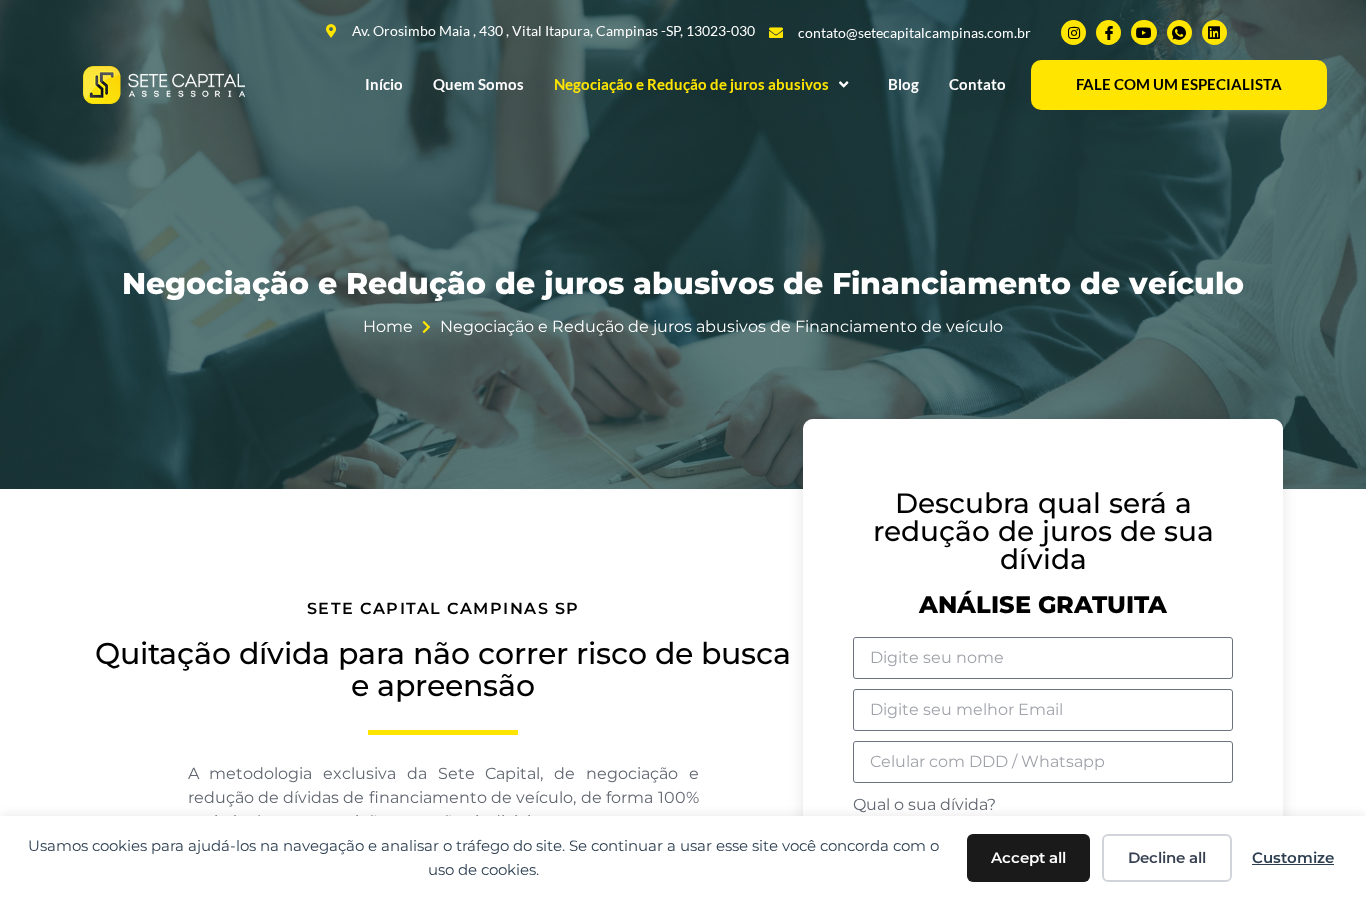 Av. Orosimbo Maia , 430 , Vital Itapura, Campinas -SP, 13023-030
contato@setecapitalcampinas.com.br
SETE CAPITAL
ASSESSORIA
Início
Quem Somos
Negociação e Redução de juros abusivos
Blog
Contato
FALE COM UM ESPECIALISTA
Negociação e Redução de juros abusivos de Financiamento de veículo
Home
Negociação e Redução de juros abusivos de Financiamento de veículo
SETE CAPITAL CAMPINAS SP
Quitação dívida para não correr risco de busca
e apreensão
A metodologia exclusiva da Sete Capital, de negociação e
redução de dívidas de financiamento de veículo, de forma 100%
Descubra qual será a
redução de juros de sua
dívida
ANÁLISE GRATUITA
Digite seu nome
Digite seu melhor Email
Celular com DDD / Whatsapp
Qual o sua dívida?
Usamos cookies para ajudá-los na navegação e analisar o tráfego do site. Se continuar a usar esse site você concorda com o
uso de cookies.
Accept all
Decline all
Customize